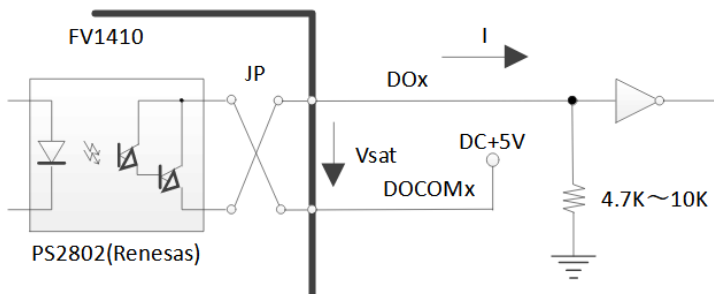 FV1410
I
JP
DOx
Vsat
DC+5V
DOCOMx
4.7K～10K
PS2802(Renesas)